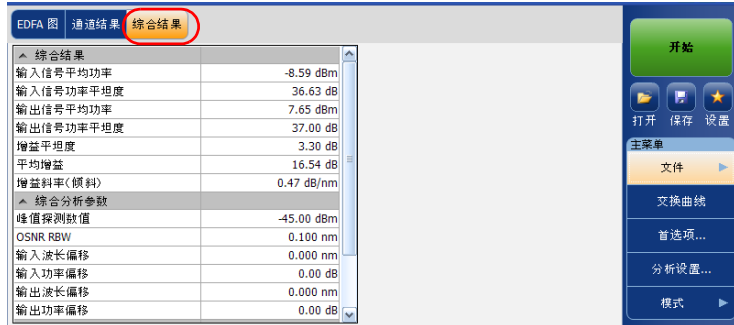 EDFA 图 通道结果 综合结果
综合结果
输入信号平均功率 -8.59 dBm
输入信号功率平坦度 36.63 dB
输出信号平均功率 7.65 dBm
输出信号功率平坦度 37.00 dB
增益平坦度 3.30 dB
平均增益 16.54 dB
增益斜率(倾斜) 0.47 dB/nm
综合分析参数
峰值探测数值 -45.00 dBm
OSNR RBW 0.100 nm
输入波长偏移 0.000 nm
输入功率偏移 0.00 dB
输出波长偏移 0.000 nm
输出功率偏移 0.00 dB
开始
打开 保存 设置
主菜单
文件
交换曲线
首选项...
分析设置...
模式